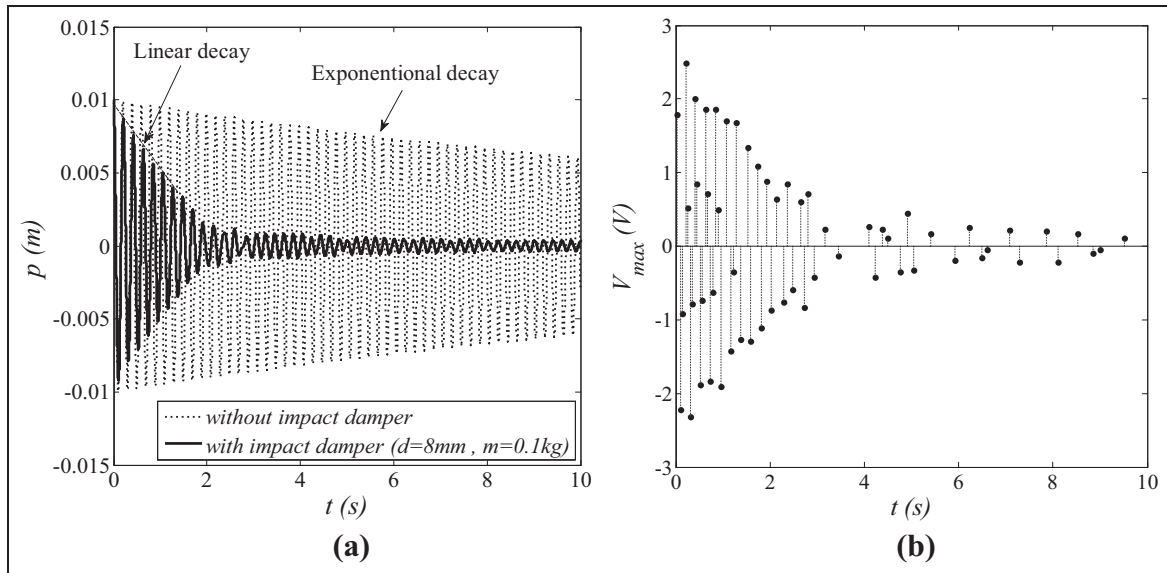 0.015
0.01
0.005
0
-0.005
-0.01
-0.015
p (m)
Linear decay
Exponentional decay
without impact damper
with impact damper (d=8mm , m=0.1kg)
0 2 4 6 8 10
t (s)
(a)
3
2
1
0
-1
-2
-3
V_max (V)
0 2 4 6 8 10
t (s)
(b)